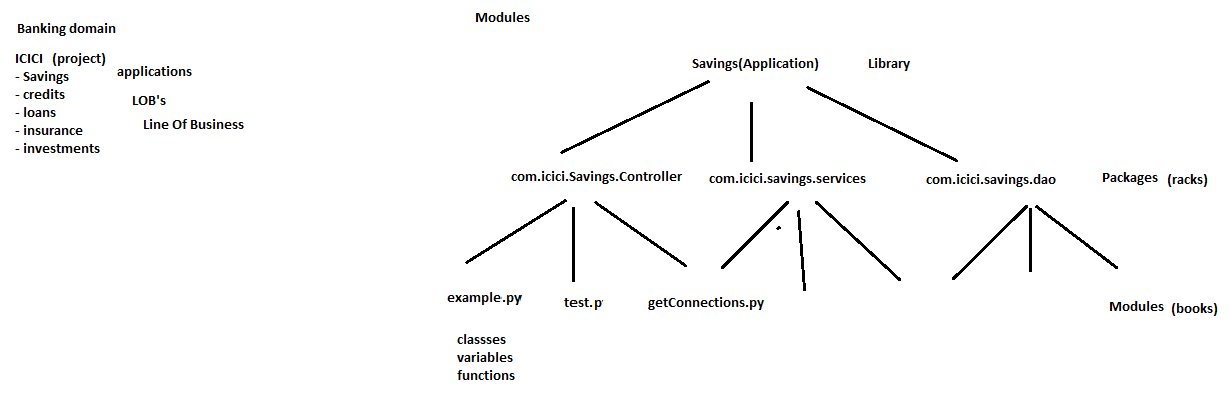 Modules
Banking domain
ICICI (project)
- Savings
- credits
- loans
- insurance
- investments
applications
LOB's
Line Of Business
Savings(Application)
Library
com.icici.Savings.Controller
com.icici.savings.services
com.icici.savings.dao
Packages (racks)
example.py
test.p
getConnections.py
Modules (books)
classses
variables
functions